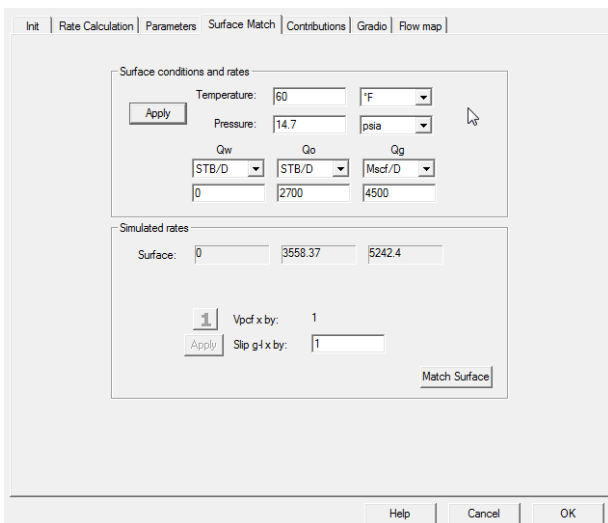 Init Rate Calculation Parameters Surface Match Contributions Gradio Flow map
Surface conditions and rates
Temperature: 60 °F
Apply
Pressure: 14.7 psia
Qw Qo Qg
STB/D STB/D Mscf/D
0 2700 4500
Simulated rates
Surface: 0 3558.37 5242.4
1 Vpcf x by: 1
Apply Slip g-l x by: 1
Match Surface
Help Cancel OK